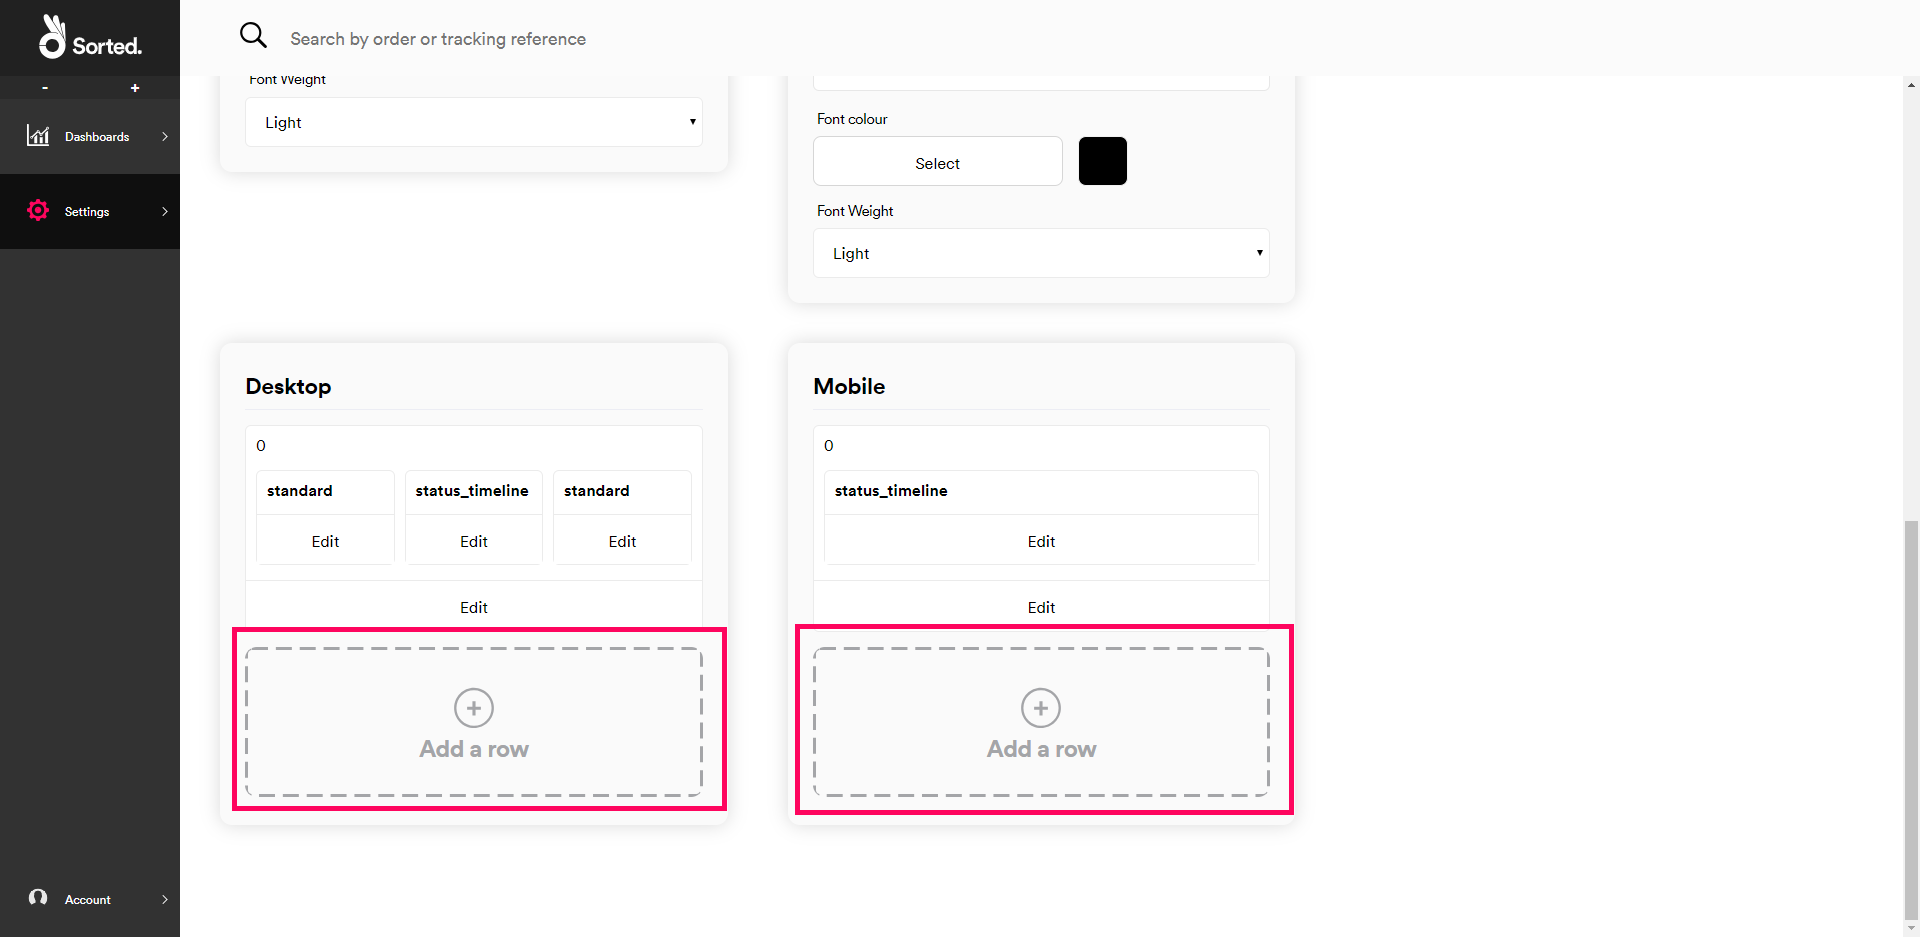 Sorted.
Search by order or tracking reference
- +
Dashboards
Settings
Account
Font Weight
Light
Font colour
Select
Font Weight
Light
Desktop
0
standard status_timeline standard
Edit Edit Edit
Edit
Add a row
Mobile
0
status_timeline
Edit
Edit
Add a row